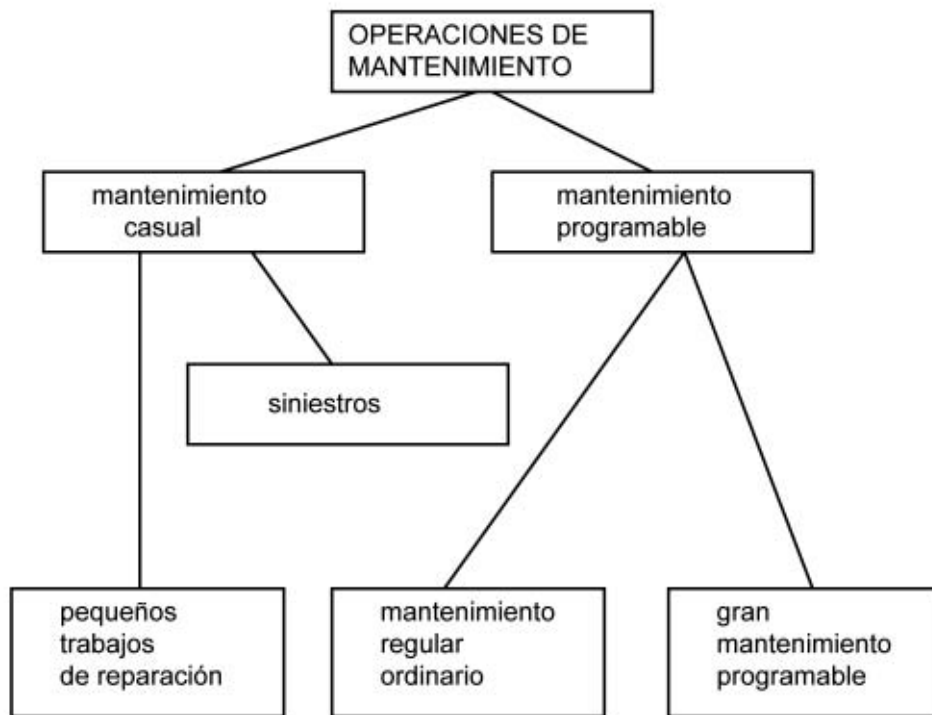 OPERACIONES DE
MANTENIMIENTO
mantenimiento
casual
mantenimiento
programable
siniestros
pequeños
trabajos
de reparación
mantenimiento
regular
ordinario
gran
mantenimiento
programable